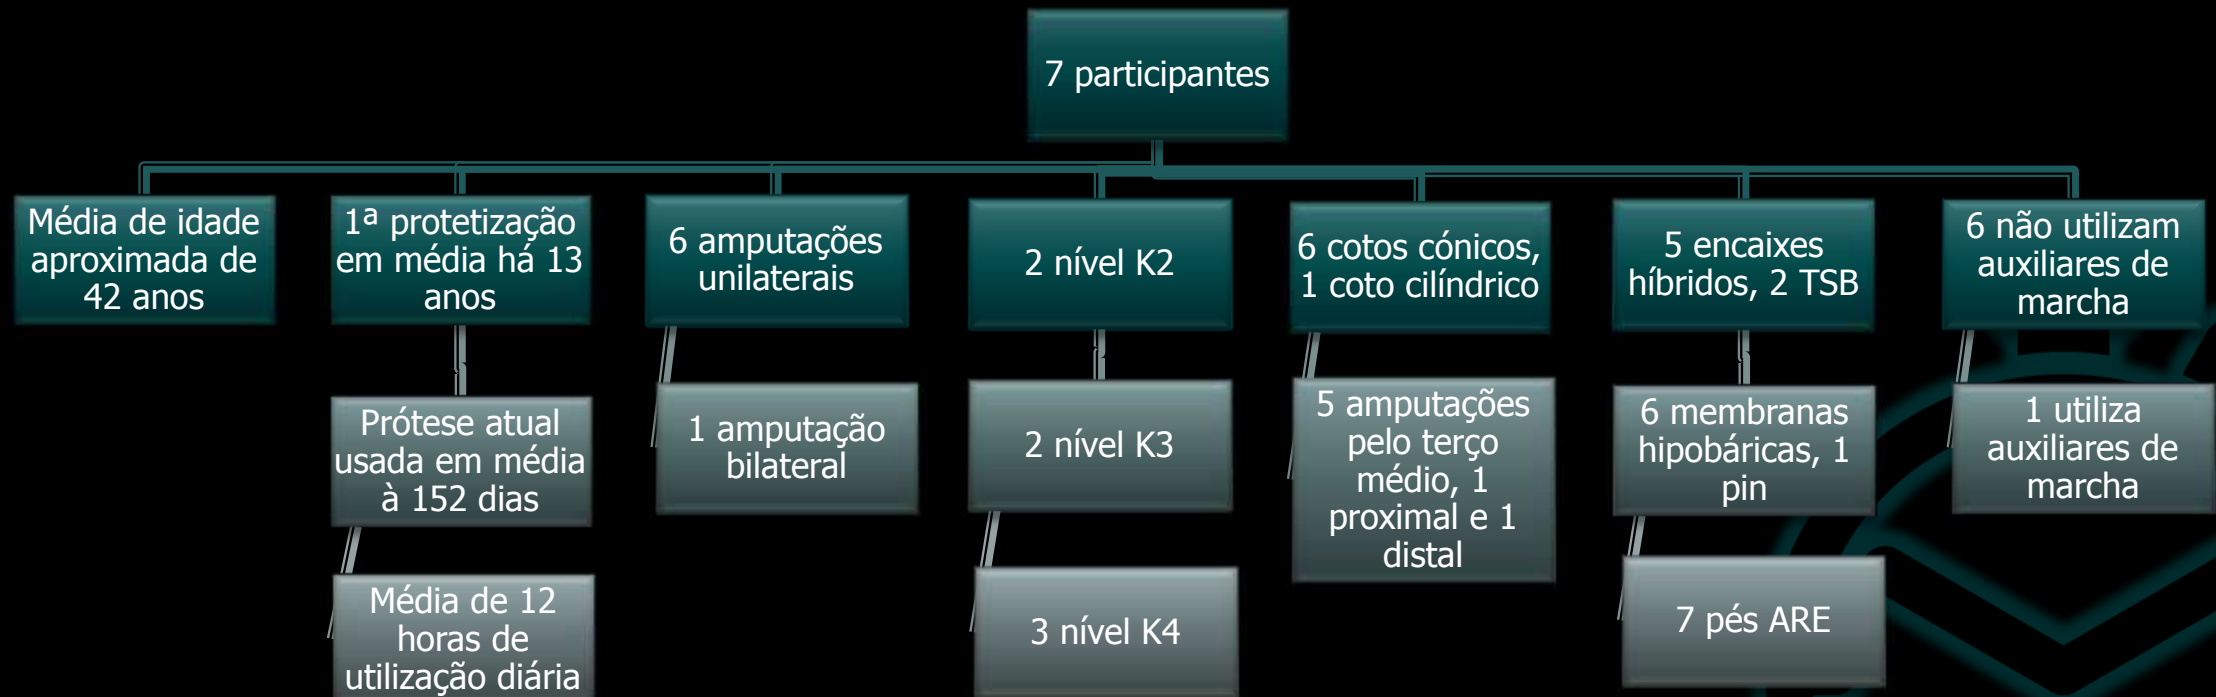 7 participantes
Média de idade
aproximada de
42 anos
1ª protetização
em média há 13
anos
6 amputações
unilaterais
2 nível K2
6 cotos cónicos,
1 coto cilíndrico
5 encaixes
híbridos, 2 TSB
6 não utilizam
auxiliares de
marcha
Prótese atual
usada em média
à 152 dias
1 amputação
bilateral
2 nível K3
5 amputações
pelo terço
médio, 1
proximal e 1
distal
6 membranas
hipobáricas, 1
pin
1 utiliza
auxiliares de
marcha
Média de 12
horas de
utilização diária
3 nível K4
7 pés ARE